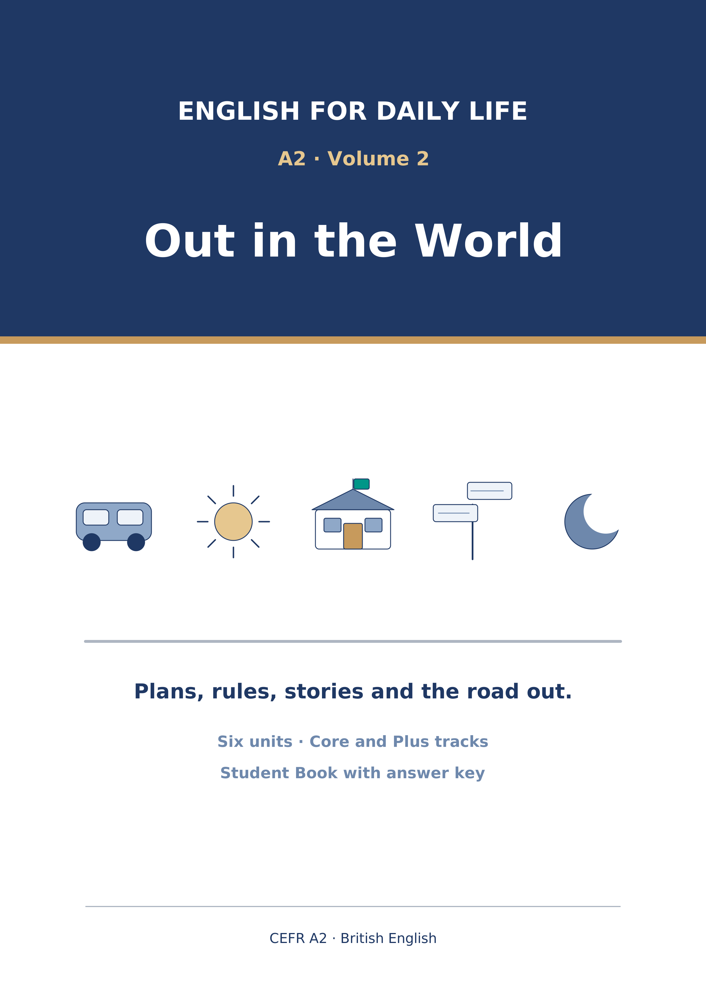 ENGLISH FOR DAILY LIFE
A2 · Volume 2
Out in the World
Plans, rules, stories and the road out.
Six units · Core and Plus tracks
Student Book with answer key
CEFR A2 · British English